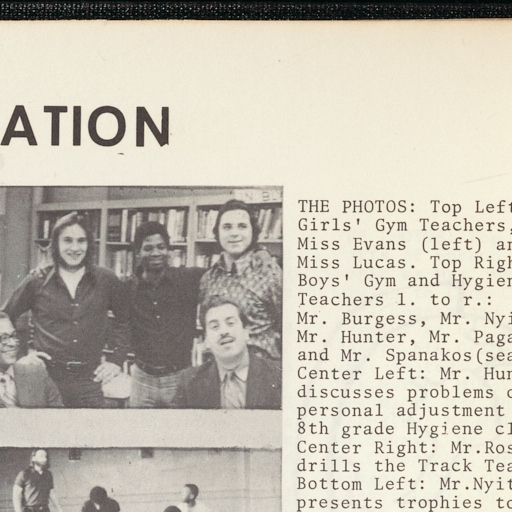 ATION
THE PHOTOS: Top Left
Girls' Gym Teachers,
Miss Evans (left) an
Miss Lucas. Top Righ
Boys' Gym and Hygien
Teachers l. to r.:
Mr. Burgess, Mr. Nyi
Mr. Hunter, Mr. Paga
and Mr. Spanakos(sea
Center Left: Mr. Hun
discusses problems o
personal adjustment
8th grade Hygiene cl
Center Right: Mr.Ros
drills the Track Tea
Bottom Left: Mr.Nyit
presents trophies to